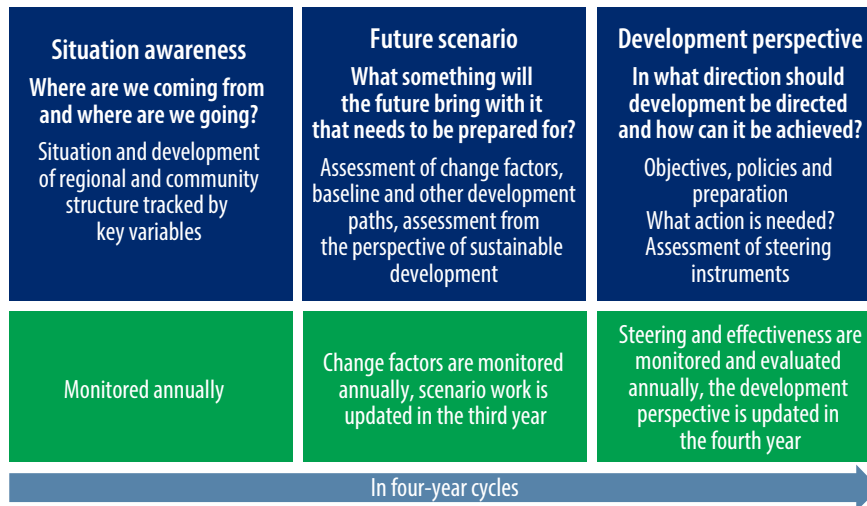 Situation awareness
Where are we coming from
and where are we going?
Situation and development
of regional and community
structure tracked by
key variables
Future scenario
What something will
the future bring with it
that needs to be prepared for?
Assessment of change factors,
baseline and other development
paths, assessment from
the perspective of sustainable
development
Development perspective
In what direction should
development be directed
and how can it be achieved?
Objectives, policies and
preparation
What action is needed?
Assessment of steering
instruments
Monitored annually
Change factors are monitored
annually, scenario work is
updated in the third year
Steering and effectiveness are
monitored and evaluated
annually, the development
perspective is updated in
the fourth year
In four-year cycles